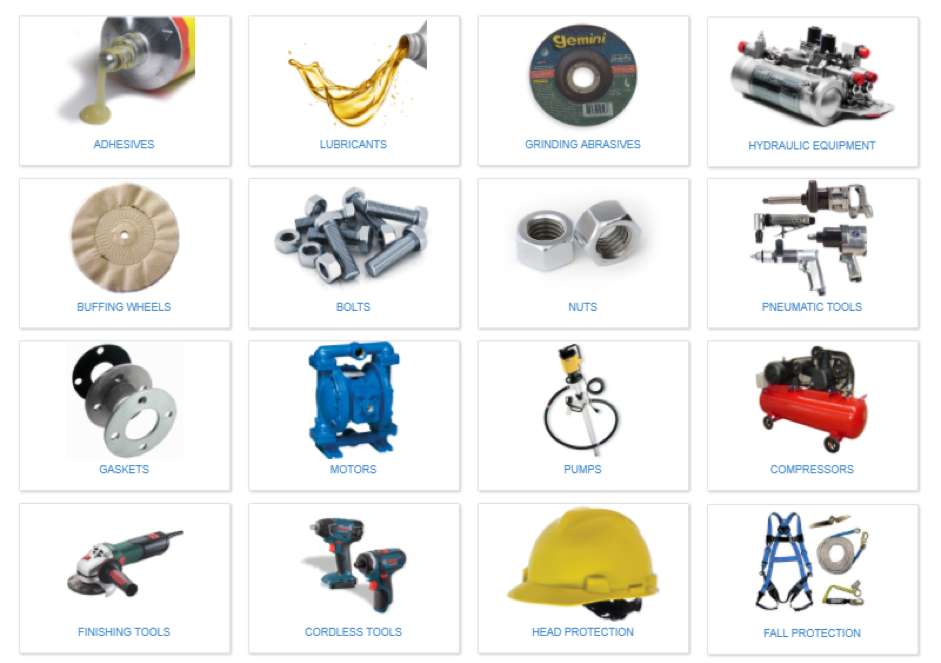 gemini
ADHESIVES
LUBRICANTS
GRINDING ABRASIVES
HYDRAULIC EQUIPMENT
BUFFING WHEELS
BOLTS
NUTS
PNEUMATIC TOOLS
GASKETS
MOTORS
PUMPS
COMPRESSORS
FINISHING TOOLS
CORDLESS TOOLS
HEAD PROTECTION
FALL PROTECTION